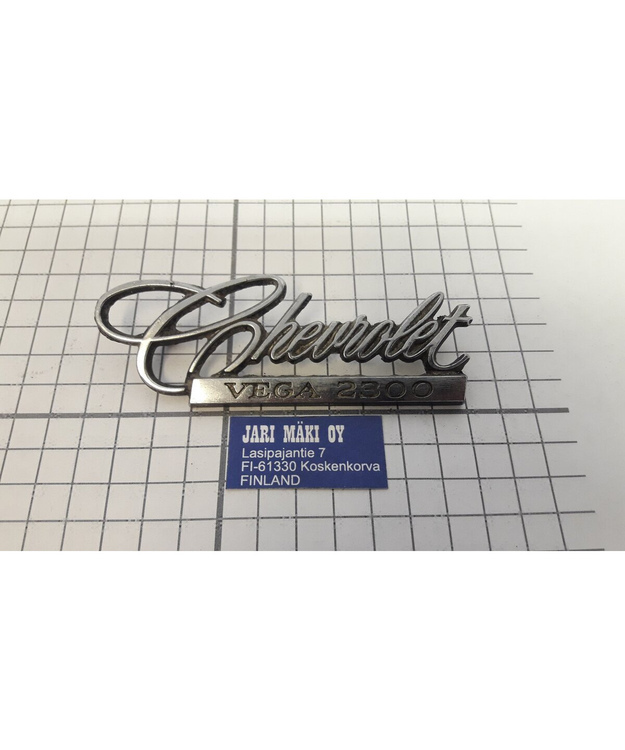 Chevrolet
VEGA 2300
JARI MÄKI OY
Lasipajantie 7
FI-61330 Koskenkorva
FINLAND